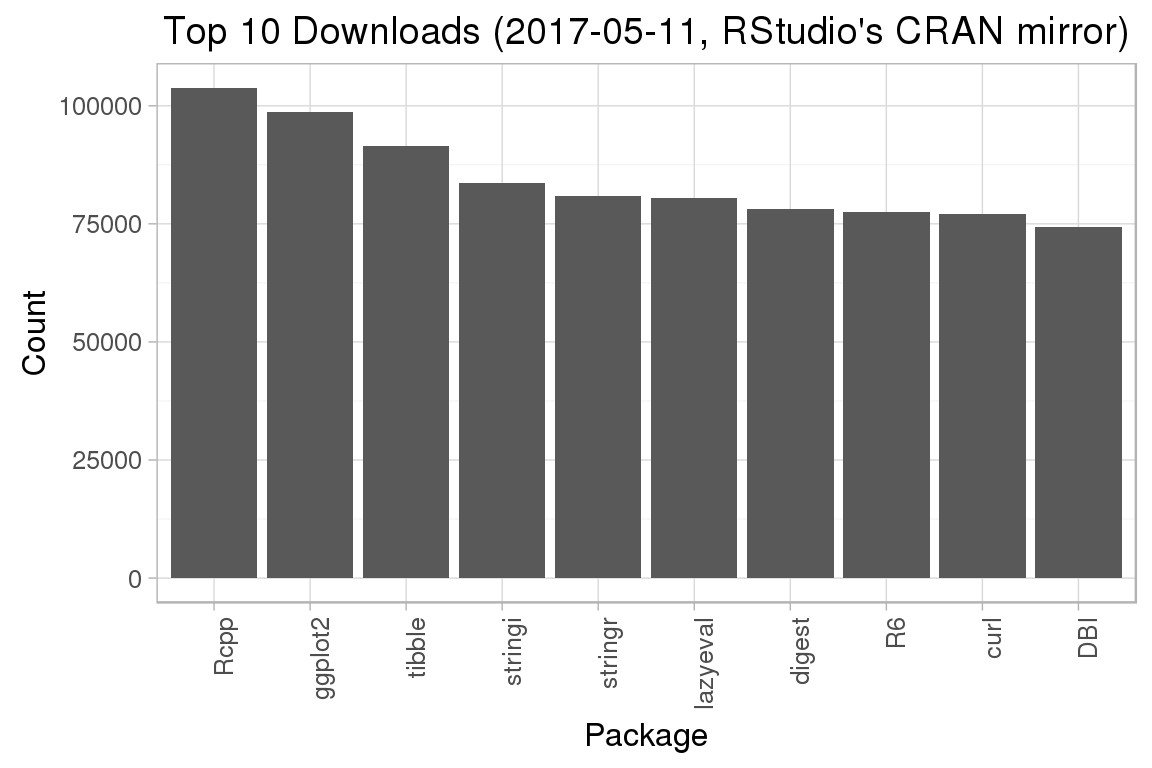 Top 10 Downloads (2017-05-11, RStudio's CRAN mirror)
100000
75000
50000
25000
0
Count
Rcpp
ggplot2
tibble
stringi
stringr
lazyeval
digest
R6
curl
DBI
Package